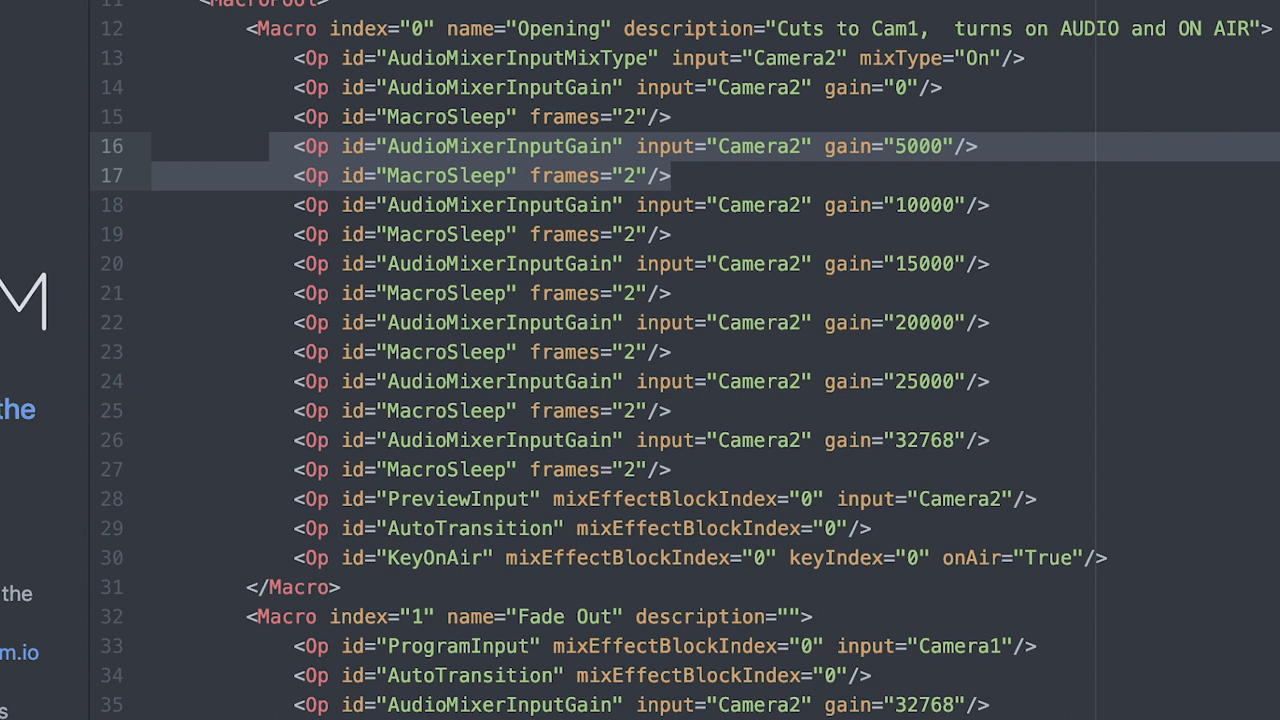 11 <MacroPool>
12 <Macro index="0" name="Opening" description="Cuts to Cam1,  turns on AUDIO and ON AIR">
13 <Op id="AudioMixerInputMixType" input="Camera2" mixType="On"/>
14 <Op id="AudioMixerInputGain" input="Camera2" gain="0"/>
15 <Op id="MacroSleep" frames="2"/>
16 <Op id="AudioMixerInputGain" input="Camera2" gain="5000"/>
17 <Op id="MacroSleep" frames="2"/>
18 <Op id="AudioMixerInputGain" input="Camera2" gain="10000"/>
19 <Op id="MacroSleep" frames="2"/>
20 <Op id="AudioMixerInputGain" input="Camera2" gain="15000"/>
21 <Op id="MacroSleep" frames="2"/>
22 <Op id="AudioMixerInputGain" input="Camera2" gain="20000"/>
23 <Op id="MacroSleep" frames="2"/>
24 <Op id="AudioMixerInputGain" input="Camera2" gain="25000"/>
25 <Op id="MacroSleep" frames="2"/>
26 <Op id="AudioMixerInputGain" input="Camera2" gain="32768"/>
27 <Op id="MacroSleep" frames="2"/>
28 <Op id="PreviewInput" mixEffectBlockIndex="0" input="Camera2"/>
29 <Op id="AutoTransition" mixEffectBlockIndex="0"/>
30 <Op id="KeyOnAir" mixEffectBlockIndex="0" keyIndex="0" onAir="True"/>
31 </Macro>
32 <Macro index="1" name="Fade Out" description="">
33 <Op id="ProgramInput" mixEffectBlockIndex="0" input="Camera1"/>
34 <Op id="AutoTransition" mixEffectBlockIndex="0"/>
35 <Op id="AudioMixerInputGain" input="Camera2" gain="32768"/>
M
the
the
m.io
s